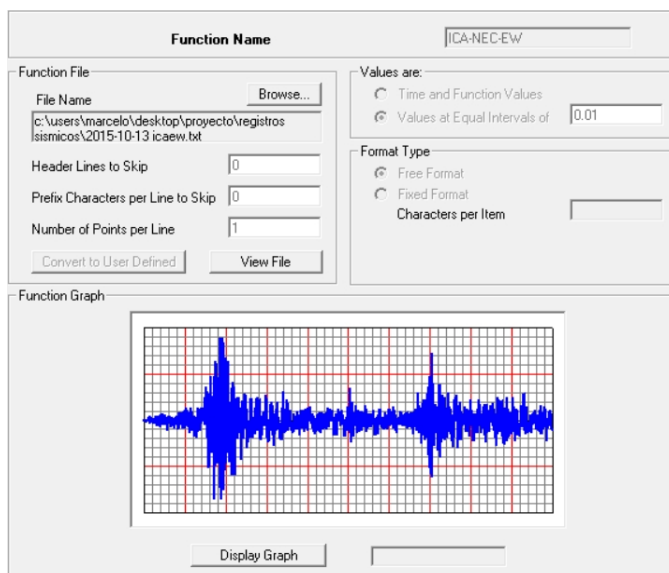 Function Name
ICA-NEC-EW
Function File
File Name
Browse...
c:\users\marcelo\desktop\proyecto\registros
sismicos\2015-10-13 icaew.txt
Header Lines to Skip
0
Prefix Characters per Line to Skip
0
Number of Points per Line
1
Convert to User Defined
View File
Values are:
Time and Function Values
Values at Equal Intervals of
0.01
Format Type
Free Format
Fixed Format
Characters per Item
Function Graph
Display Graph